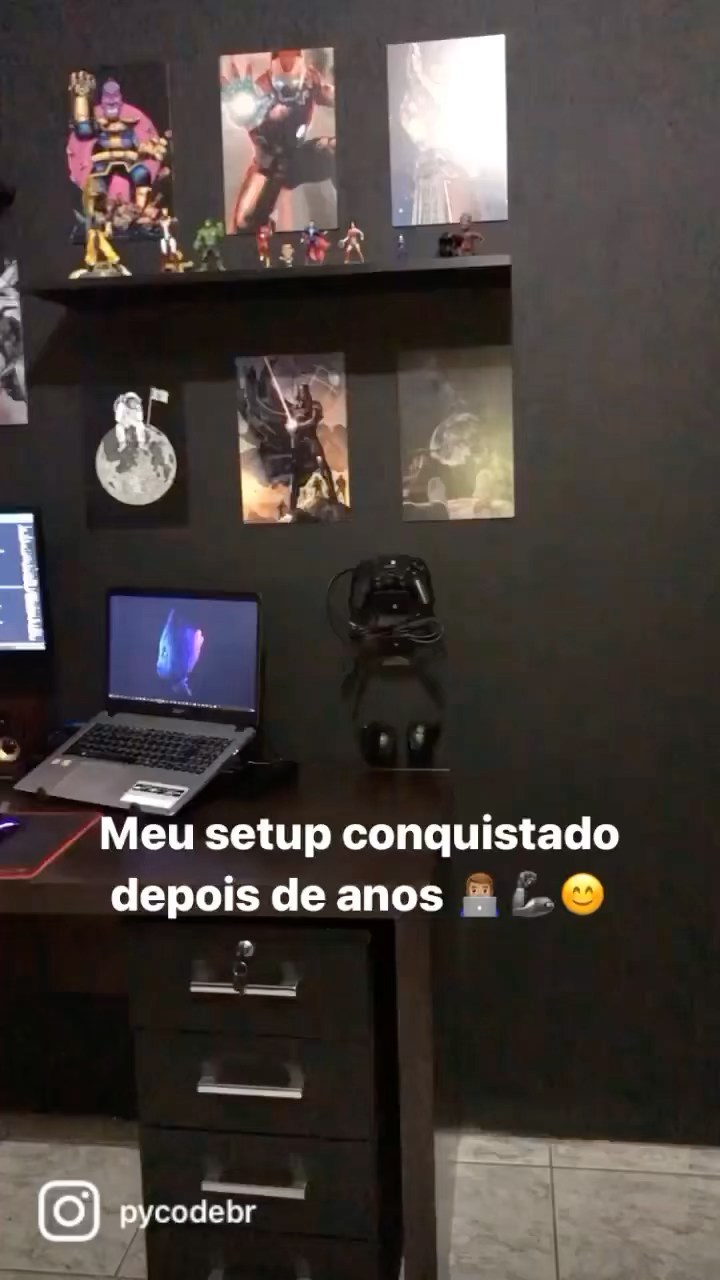 Meu setup conquistado
depois de anos 👨🏽‍💻 🦾 😊
pycodebr